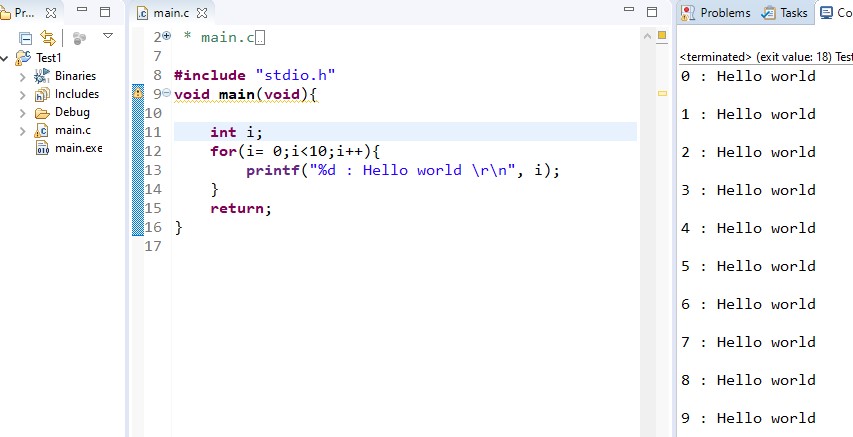 Pr...
Test1
Binaries
Includes
Debug
main.c
main.exe
main.c
2 * main.c
7
8 #include "stdio.h"
9 void main(void){
10
11 int i;
12 for(i= 0;i<10;i++){
13 printf("%d : Hello world \r\n", i);
14 }
15 return;
16 }
17
Problems Tasks Co
<terminated> (exit value: 18) Test
0 : Hello world
1 : Hello world
2 : Hello world
3 : Hello world
4 : Hello world
5 : Hello world
6 : Hello world
7 : Hello world
8 : Hello world
9 : Hello world